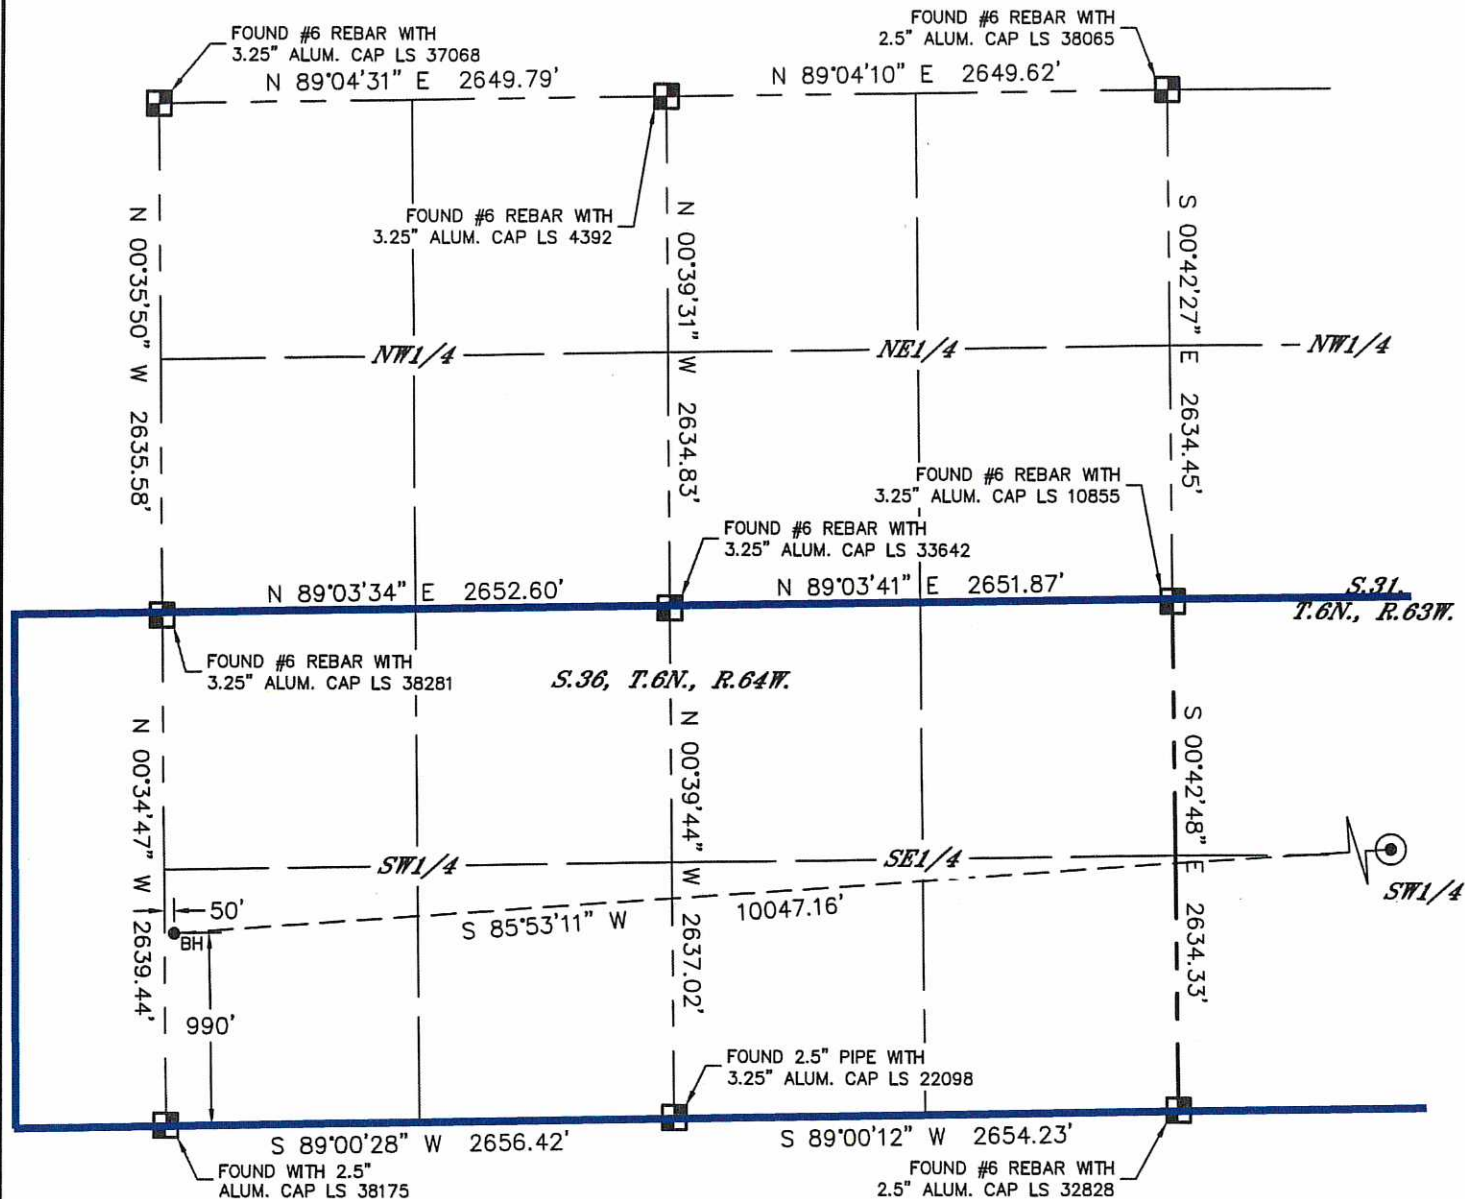 FOUND #6 REBAR WITH
3.25" ALUM. CAP LS 37068
FOUND #6 REBAR WITH
2.5" ALUM. CAP LS 38065
N 89°04'31" E 2649.79'
N 89°04'10" E 2649.62'
FOUND #6 REBAR WITH
3.25" ALUM. CAP LS 4392
N 00°35'50" W 2635.58'
N 00°39'31" W 2634.83'
S 00°42'27" E 2634.45'
NW1/4
NE1/4
NW1/4
FOUND #6 REBAR WITH
3.25" ALUM. CAP LS 10855
FOUND #6 REBAR WITH
3.25" ALUM. CAP LS 33642
N 89°03'34" E 2652.60'
N 89°03'41" E 2651.87'
S.31,
T.6N., R.63W.
FOUND #6 REBAR WITH
3.25" ALUM. CAP LS 38281
S.36, T.6N., R.64W.
N 00°34'47" W 2639.44'
N 00°39'44" W 2637.02'
S 00°42'48" E 2634.33'
SW1/4
SE1/4
SW1/4
50'
BH
S 85°53'11" W 10047.16'
990'
FOUND 2.5" PIPE WITH
3.25" ALUM. CAP LS 22098
S 89°00'28" W 2656.42'
S 89°00'12" W 2654.23'
FOUND WITH 2.5"
ALUM. CAP LS 38175
FOUND #6 REBAR WITH
2.5" ALUM. CAP LS 32828